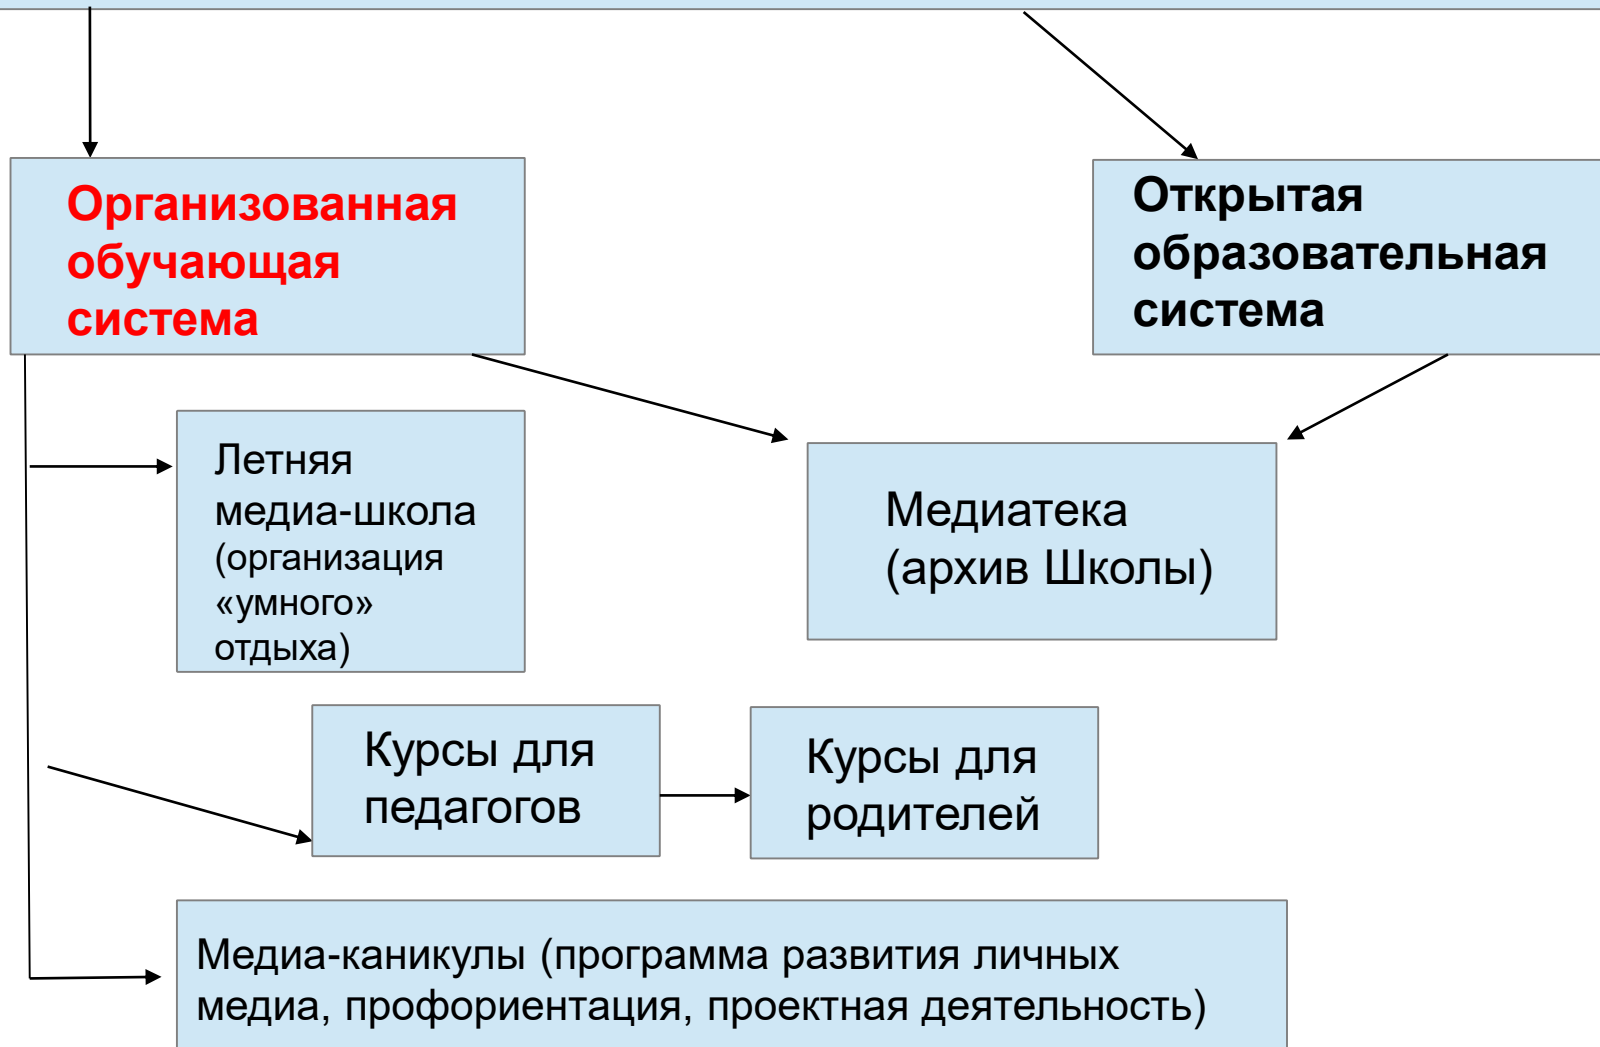 Организованная
обучающая
система
Открытая
образовательная
система
Летняя
медиа-школа
(организация
«умного»
отдыха)
Медиатека
(архив Школы)
Курсы для
педагогов
Курсы для
родителей
Медиа-каникулы (программа развития личных
медиа, профориентация, проектная деятельность)